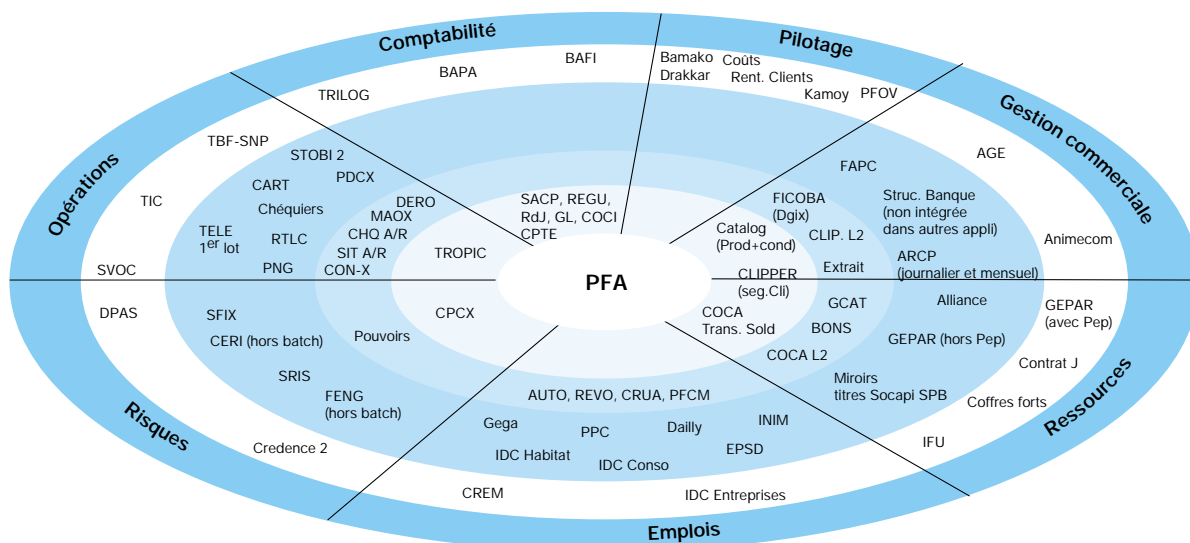 Comptabilité
Pilotage
Gestion commerciale
Opérations
Risques
Emplois
Ressources
PFA
BAPA
BAFI
TRILOG
Bamako
Drakkar
Coûts
Rent. Clients
Kamoy
PFOV
TBF-SNP
STOBI 2
PDCX
CART
Chéquiers
TIC
TELE
1er lot
RTLC
PNG
SVOC
DERO
MAOX
CHQ A/R
SIT A/R
CON-X
TROPIC
SACP, REGU,
RdJ, GL, COCI
CPTE
FAPC
AGE
FICOBA
(Dgix)
Struc. Banque
(non intégrée
dans autres appli)
Catalog
(Prod+cond)
CLIP. L2
Animecom
CLIPPER
(seg.Cli)
Extrait
ARCP
(journalier et mensuel)
DPAS
SFIX
CERI (hors batch)
Pouvoirs
CPCX
SRIS
FENG
(hors batch)
Credence 2
COCA
Trans. Sold
GCAT
BONS
COCA L2
Alliance
GEPAR (hors Pep)
GEPAR
(avec Pep)
Contrat J
Miroirs
titres Socapi SPB
Coffres forts
IFU
AUTO, REVO, CRUA, PFCM
Gega
PPC
Dailly
INIM
IDC Habitat
IDC Conso
EPSD
CREM
IDC Entreprises